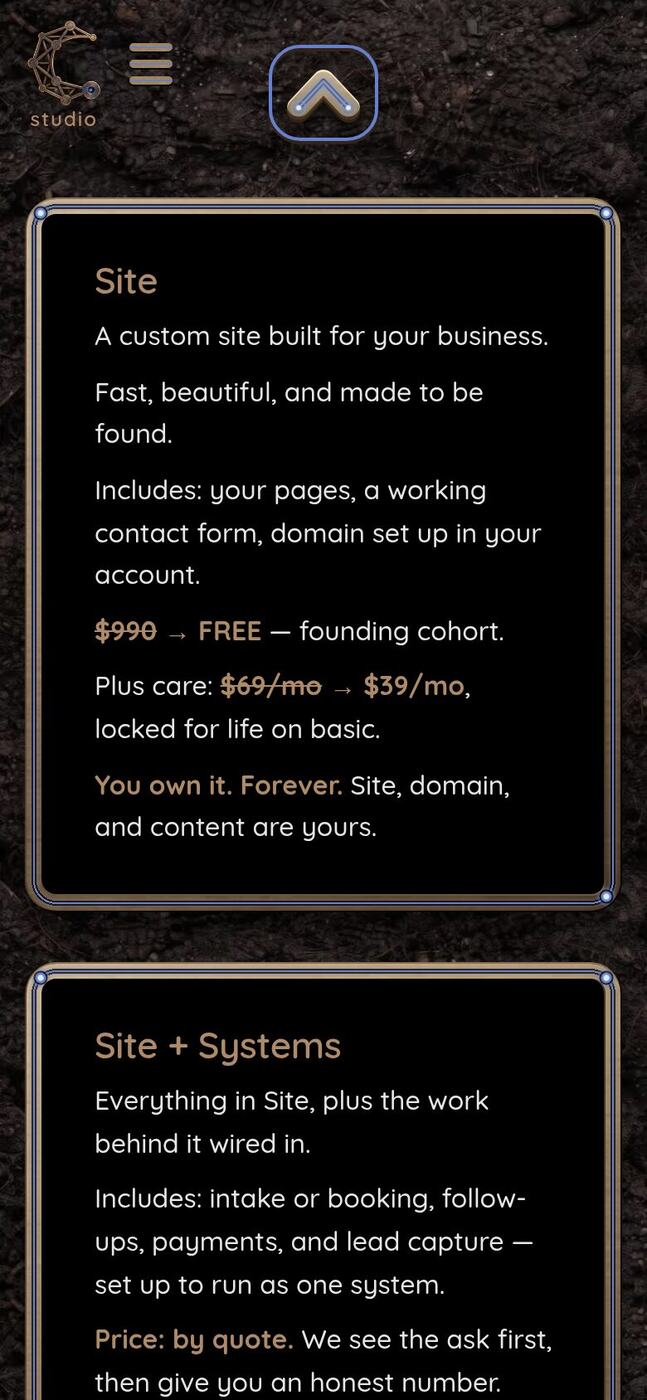 studio
Site
A custom site built for your business.
Fast, beautiful, and made to be
found.
Includes: your pages, a working
contact form, domain set up in your
account.
$990 → FREE — founding cohort.
Plus care: $69/mo → $39/mo,
locked for life on basic.
You own it. Forever. Site, domain,
and content are yours.
Site + Systems
Everything in Site, plus the work
behind it wired in.
Includes: intake or booking, follow-
ups, payments, and lead capture —
set up to run as one system.
Price: by quote. We see the ask first,
then give you an honest number.